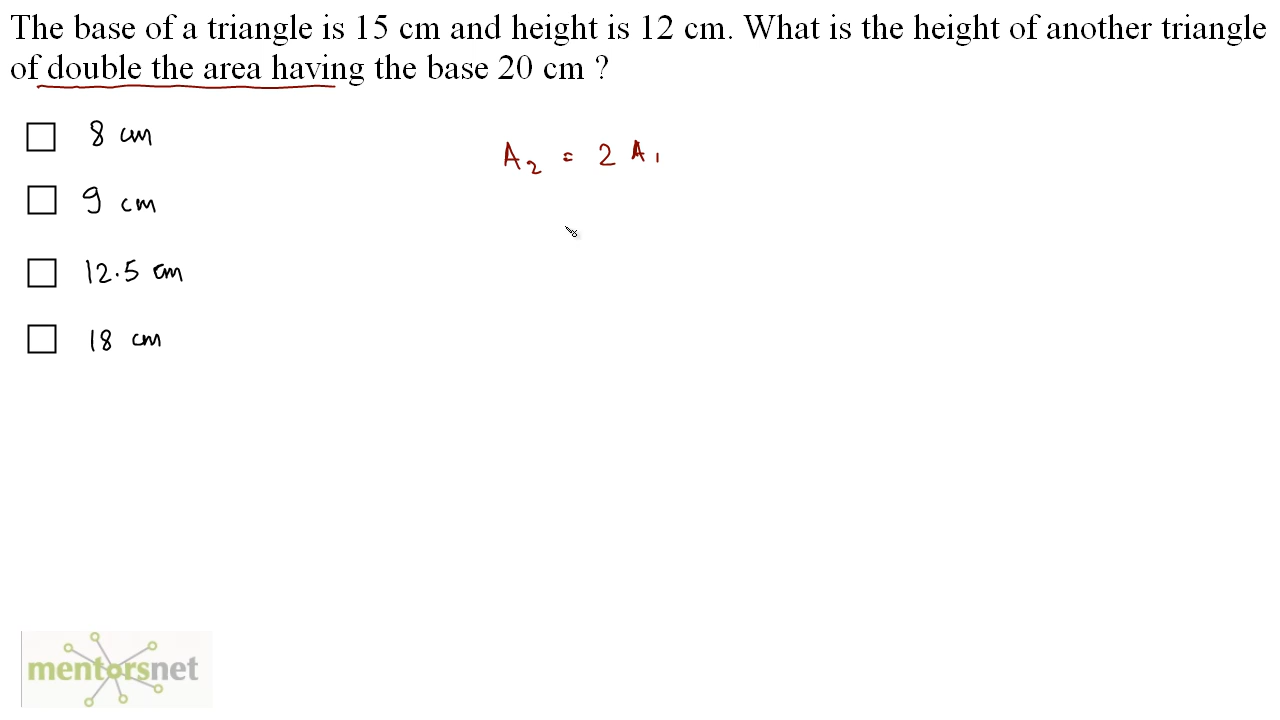 The base of a triangle is 15 cm and height is 12 cm. What is the height of another triangle
of double the area having the base 20 cm ?
8 cm
A2 = 2 A1
9 cm
12.5 cm
18 cm
mentorsnet